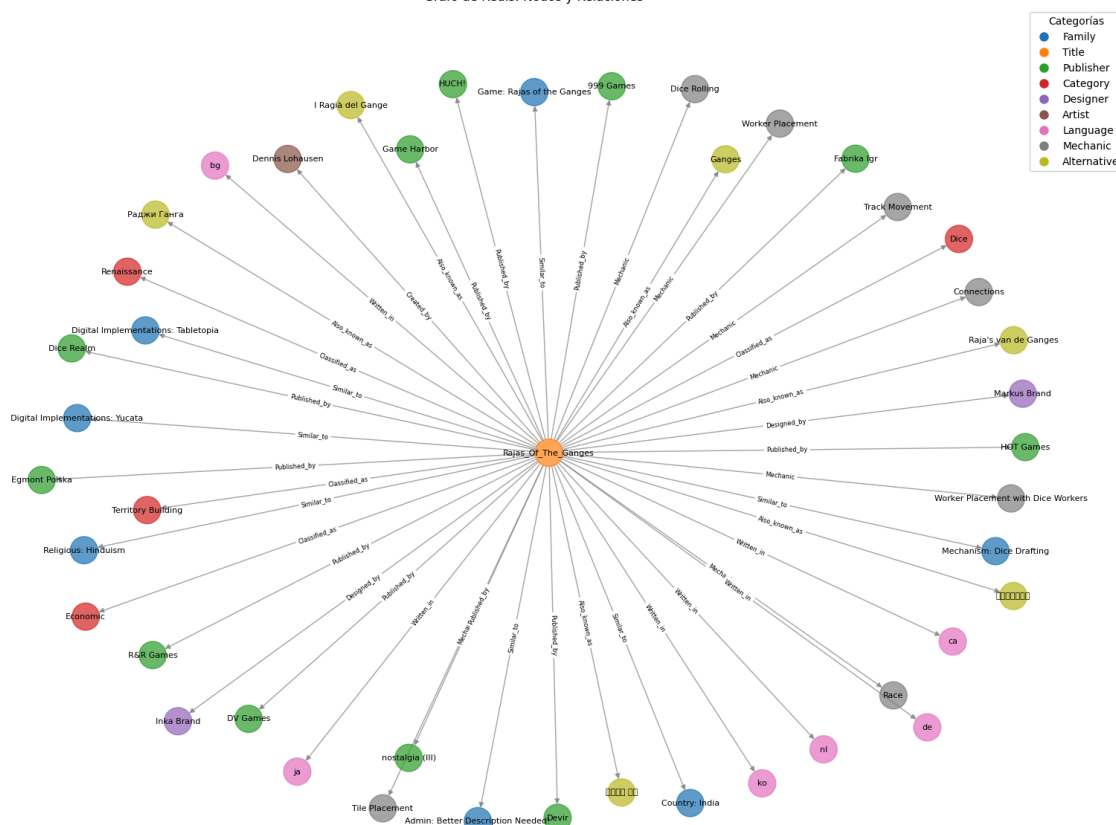 Grafo de Redis: Nodos y Relaciones
Categorías
Family
Title
Publisher
Category
Designer
Artist
Language
Mechanic
Alternative
HUCH!
Game: Rajas of the Ganges
999 Games
Dice Rolling
I Ragià del Gange
Worker Placement
Game Harbor
Dennis Lohausen
Ganges
Fabrika Igr
bg
Track Movement
Раджи Ганга
Dice
Renaissance
Connections
Digital Implementations: Tabletopia
Raja's van de Ganges
Dice Realm
Markus Brand
Digital Implementations: Yucata
HOT Games
Rajas_Of_The_Ganges
Egmont Polska
Worker Placement with Dice Workers
Territory Building
Religious: Hinduism
Mechanism: Dice Drafting
Economic
ca
R&R Games
Race
Inka Brand
DV Games
de
nl
nostalgia (III)
ja
ko
Tile Placement
Country: India
Admin: Better Description Needed!
Devir
Also_known_as
Published_by
Published_by
Similar_to
Published_by
Mechanic
Also_known_as
Mechanic
Published_by
Mechanic
Classified_as
Mechanic
Also_known_as
Designed_by
Published_by
Mechanic
Similar_to
Also_known_as
Written_in
Written_in
Written_in
Written_in
Similar_to
Also_known_as
Published_by
Similar_to
Published_by
Written_in
Published_by
Designed_by
Published_by
Classified_as
Similar_to
Classified_as
Published_by
Similar_to
Published_by
Similar_to
Classified_as
Also_known_as
Written_in
Created_by